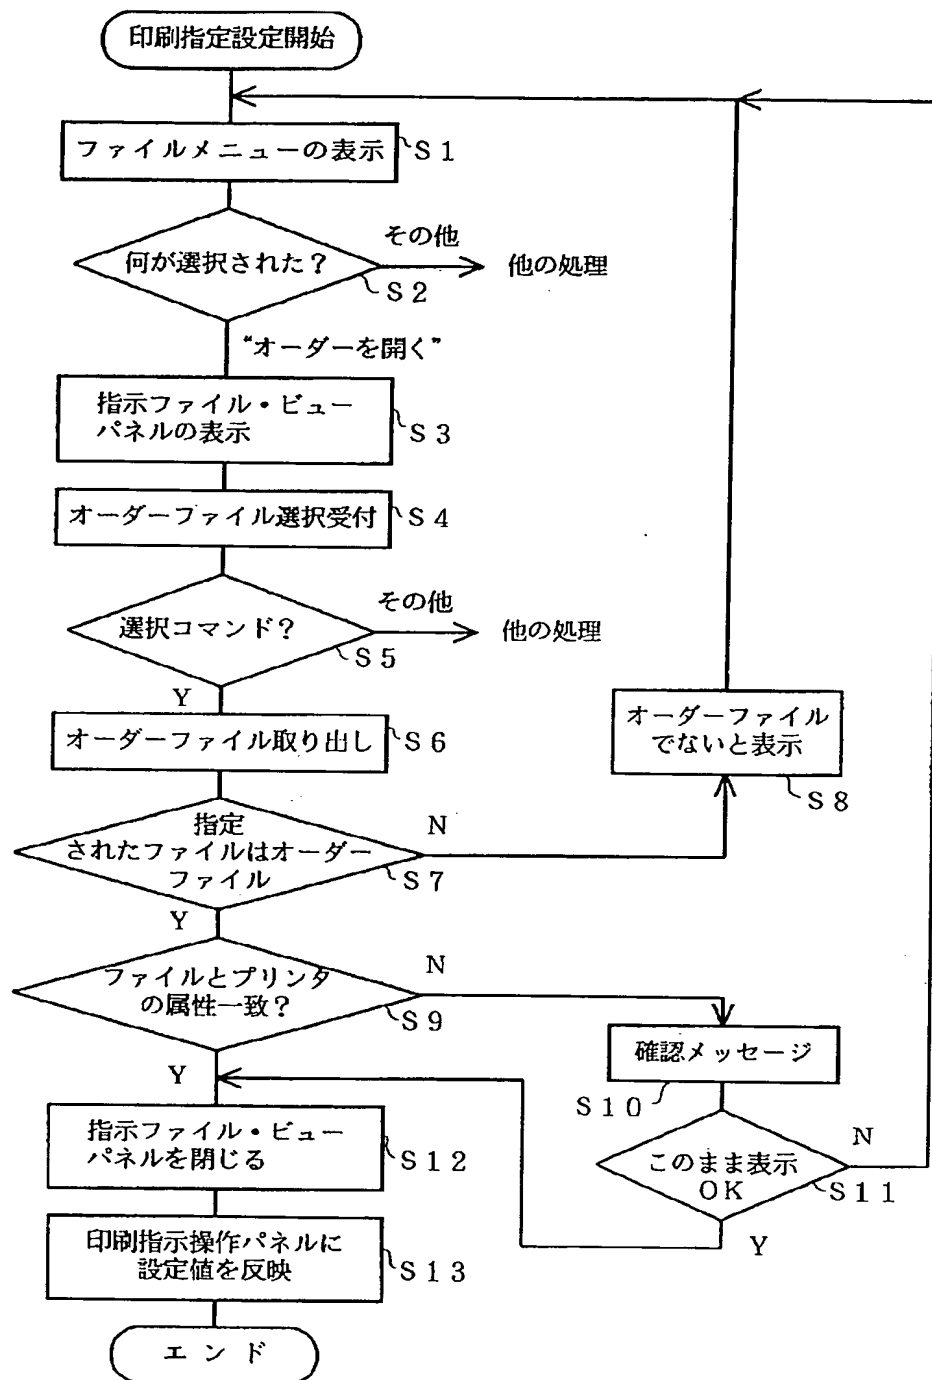 印刷指定設定開始
ファイルメニューの表示
S1
何が選択された?
S2
その他
他の処理
“オーダーを開く”
指示ファイル・ビュー
パネルの表示
S3
オーダーファイル選択受付
S4
選択コマンド?
S5
その他
他の処理
Y
オーダーファイル取り出し
S6
オーダーファイル
でないと表示
S8
指定
されたファイルはオーダー
ファイル
S7
N
Y
ファイルとプリンタ
の属性一致?
S9
N
Y
確認メッセージ
S10
このまま表示
OK
S11
N
Y
指示ファイル・ビュー
パネルを閉じる
S12
印刷指示操作パネルに
設定値を反映
S13
エンド